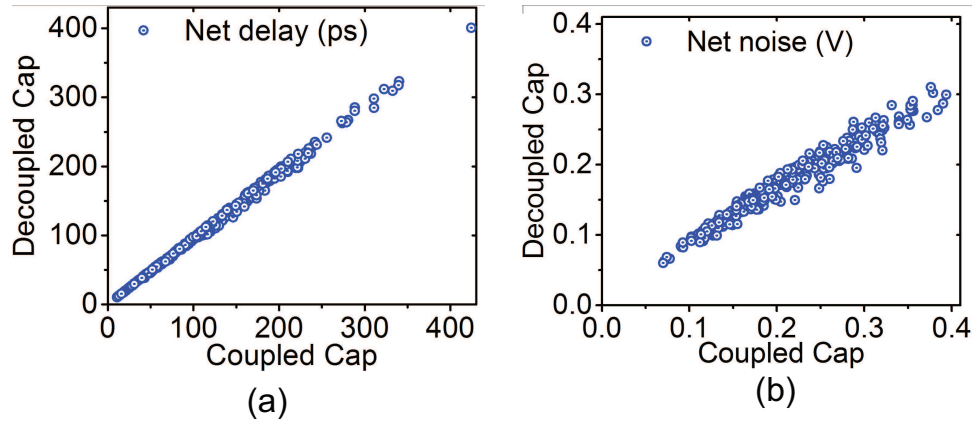 Net delay (ps)
Decoupled Cap
400
300
200
100
0
0 100 200 300 400
Coupled Cap
(a)
Net noise (V)
Decoupled Cap
0.4
0.3
0.2
0.1
0.0
0.0 0.1 0.2 0.3 0.4
Coupled Cap
(b)